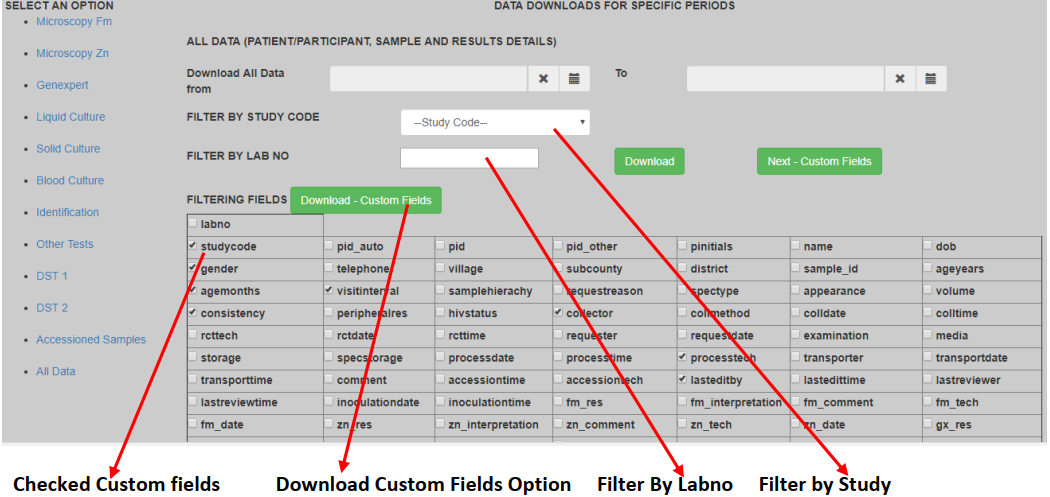 SELECT AN OPTION
DATA DOWNLOADS FOR SPECIFIC PERIODS
Microscopy Fm
Microscopy Zn
Genexpert
Liquid Culture
Solid Culture
Blood Culture
Identification
Other Tests
DST 1
DST 2
Accessioned Samples
All Data
ALL DATA (PATIENT/PARTICIPANT, SAMPLE AND RESULTS DETAILS)
Download All Data
from
To
FILTER BY STUDY CODE
--Study Code--
FILTER BY LAB NO
Download
Next - Custom Fields
FILTERING FIELDS
Download - Custom Fields
labno
studycode pid_auto pid pid_other pinitials name dob
gender telephone village subcounty district sample_id ageyears
agemonths visitinterval samplehierachy requestreason spectype appearance volume
consistency peripheralres hivstatus collector collmethod colldate colltime
rcttech rctdate rcttime requester requestdate examination media
storage specstorage processdate processtime processtech transporter transportdate
transporttime comment accessiontime accessiontech lasteditby lastedittime lastreviewer
lastreviewtime inoculationdate inoculationtime fm_res fm_interpretation fm_comment fm_tech
fm_date zn_res zn_interpretation zn_comment zn_tech zn_date gx_res
Checked Custom fields
Download Custom Fields Option
Filter By Labno
Filter by Study